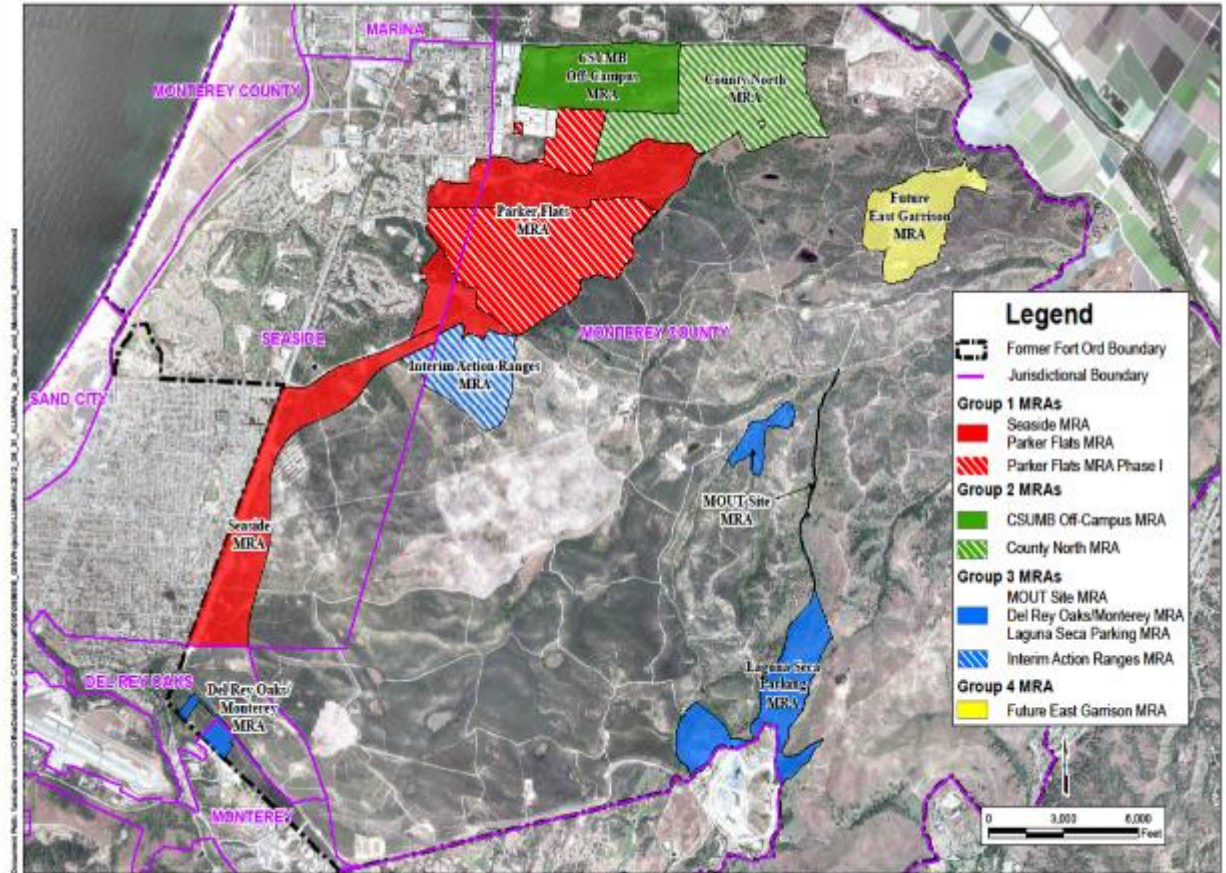 MARINA
MONTEREY COUNTY
CSUMB
Off-Campus
MRA
County North
MRA
Parker Flats
MRA
Future
East Garrison
MRA
SEASIDE
MONTEREY COUNTY
Interim Action Ranges
MRA
SAND CITY
MOUT Site
MRA
Seaside
MRA
Laguna Seca
Parking
MRA
DEL REY OAKS
Del Rey Oaks/
Monterey
MRA
MONTEREY
Legend
Former Fort Ord Boundary
Jurisdictional Boundary
Group 1 MRAs
Seaside MRA
Parker Flats MRA
Parker Flats MRA Phase I
Group 2 MRAs
CSUMB Off-Campus MRA
County North MRA
Group 3 MRAs
MOUT Site MRA
Del Rey Oaks/Monterey MRA
Laguna Seca Parking MRA
Interim Action Ranges MRA
Group 4 MRA
Future East Garrison MRA
0 3,000 6,000
Feet